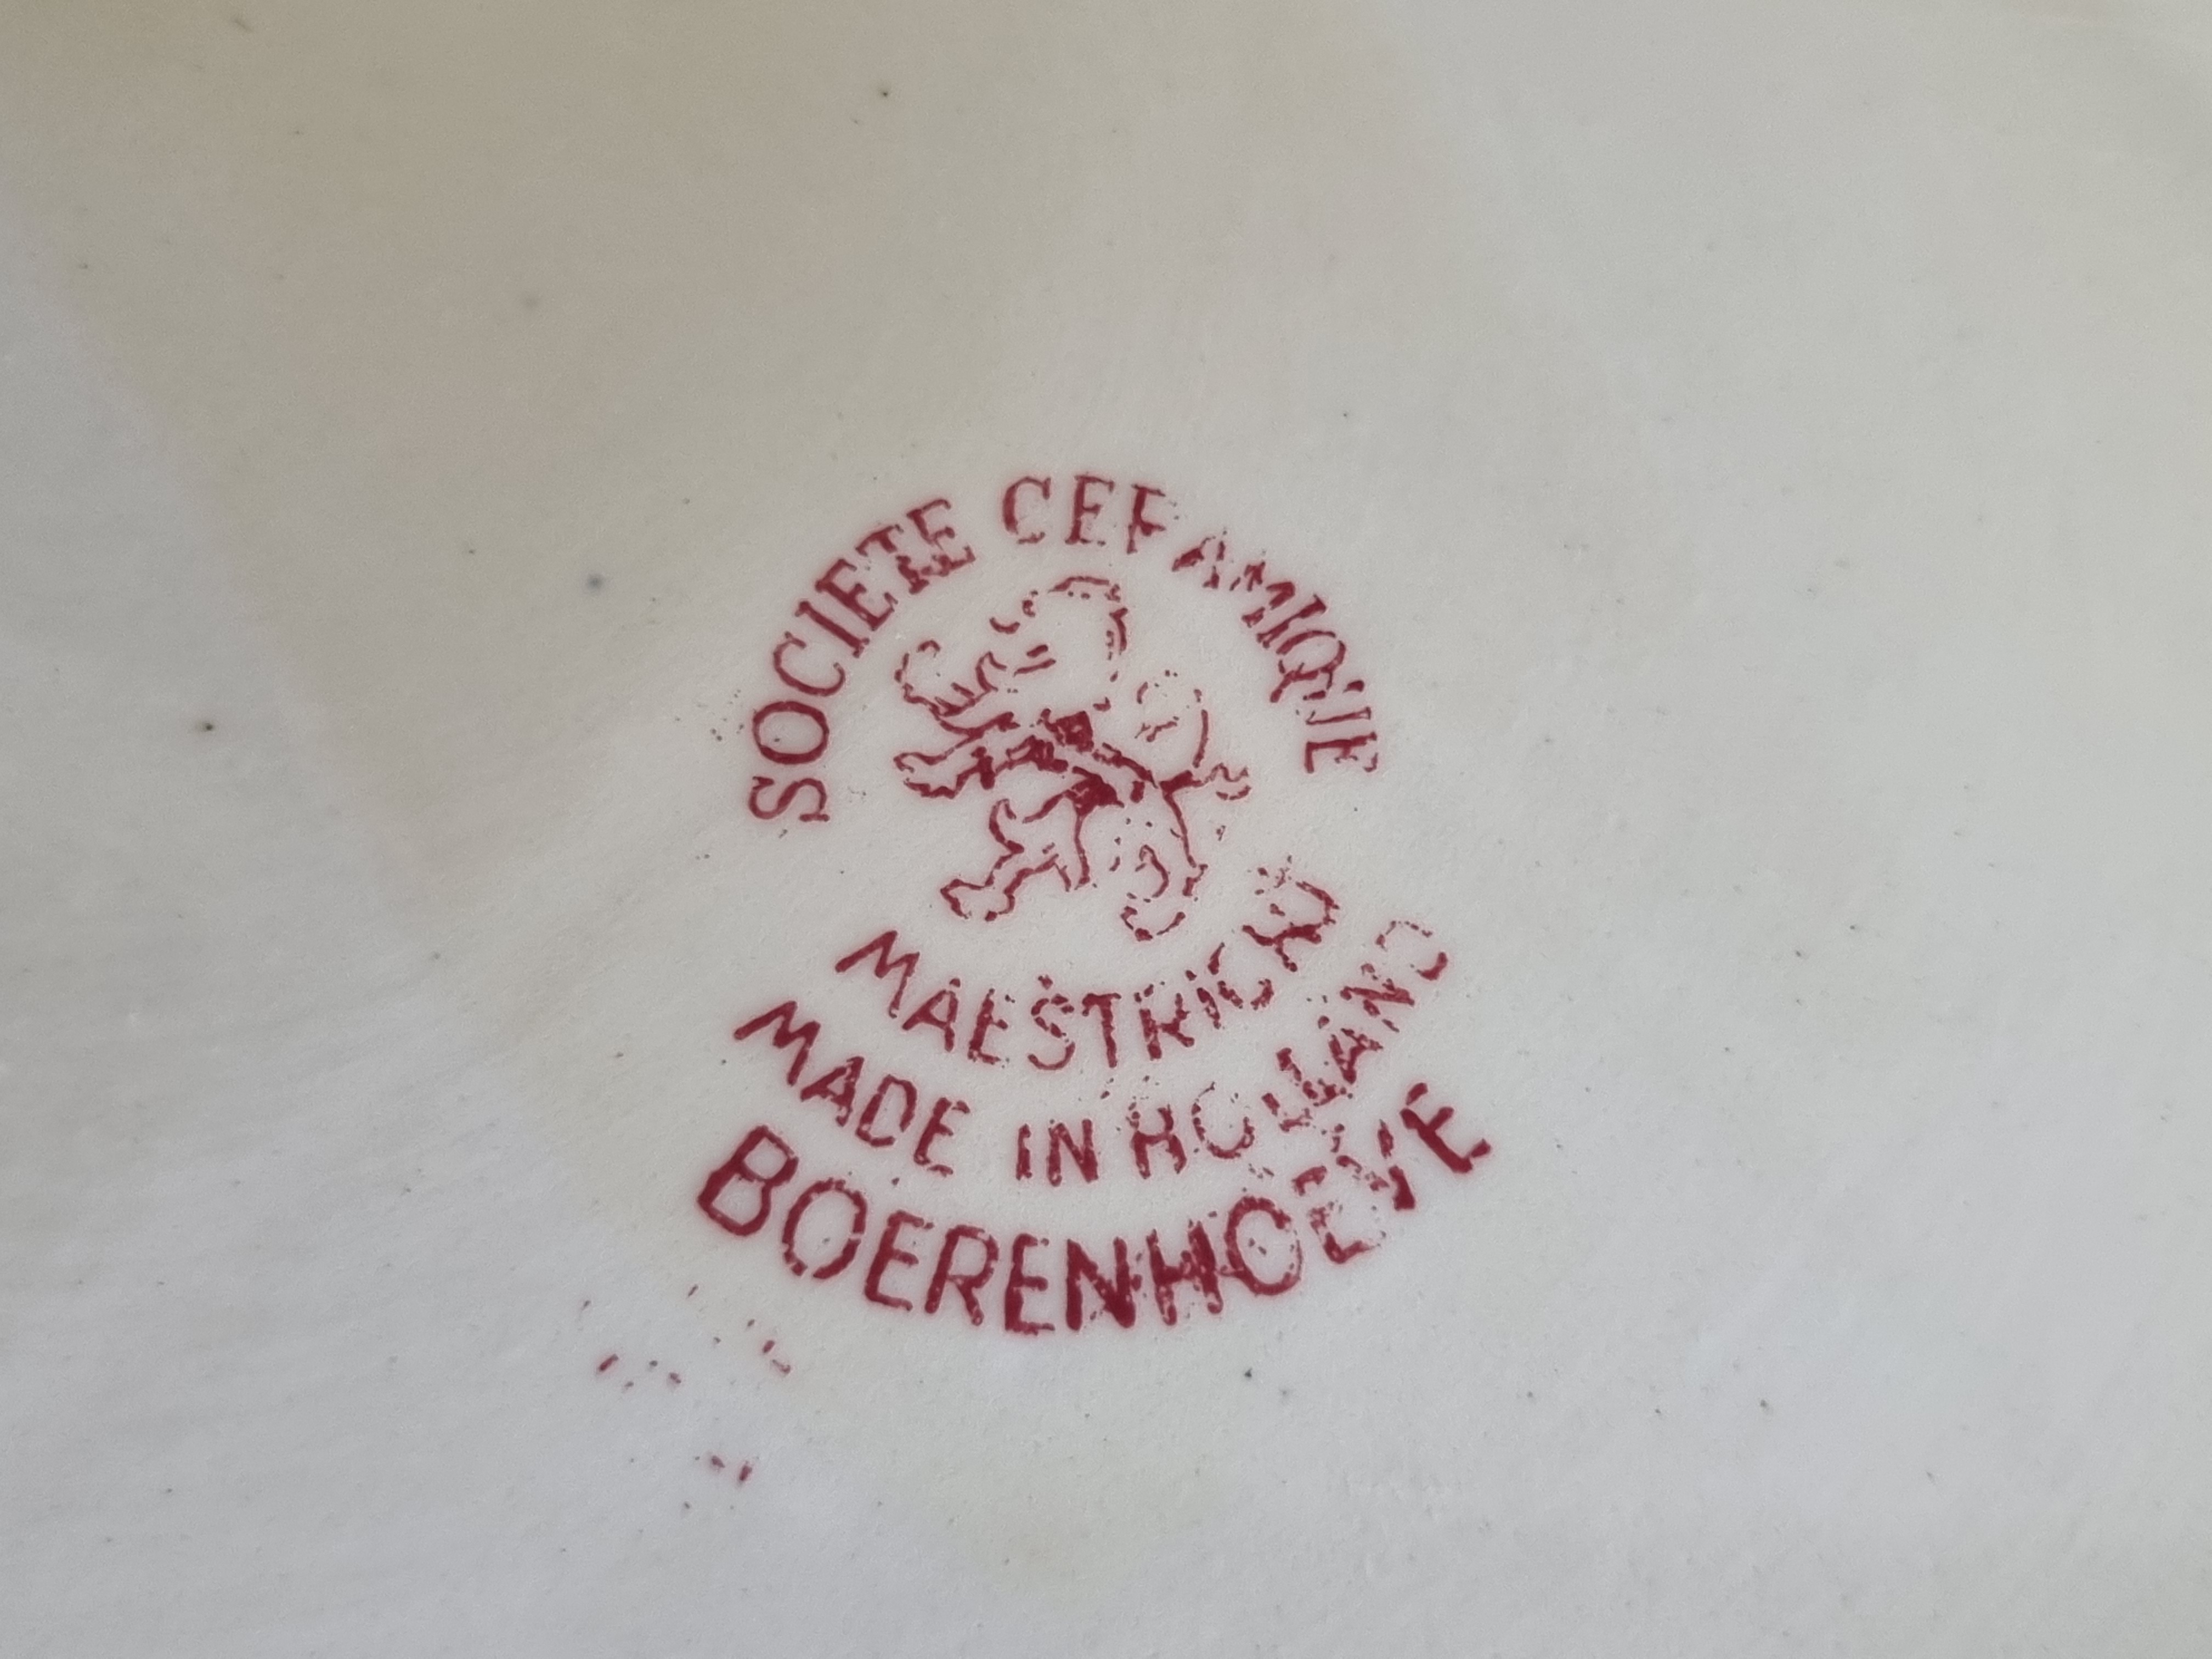 SOCIETE CERAMIQUE
MAESTRICHT
MADE IN HOLLAND
BOERENHOEVE